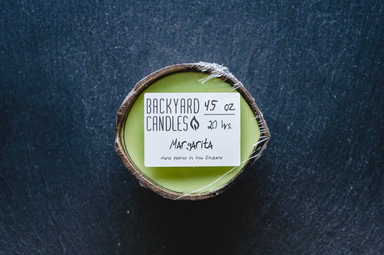 BACKYARD 4.5 oz
CANDLES 20 hrs.
MARGARITA
Hand Poured in New England